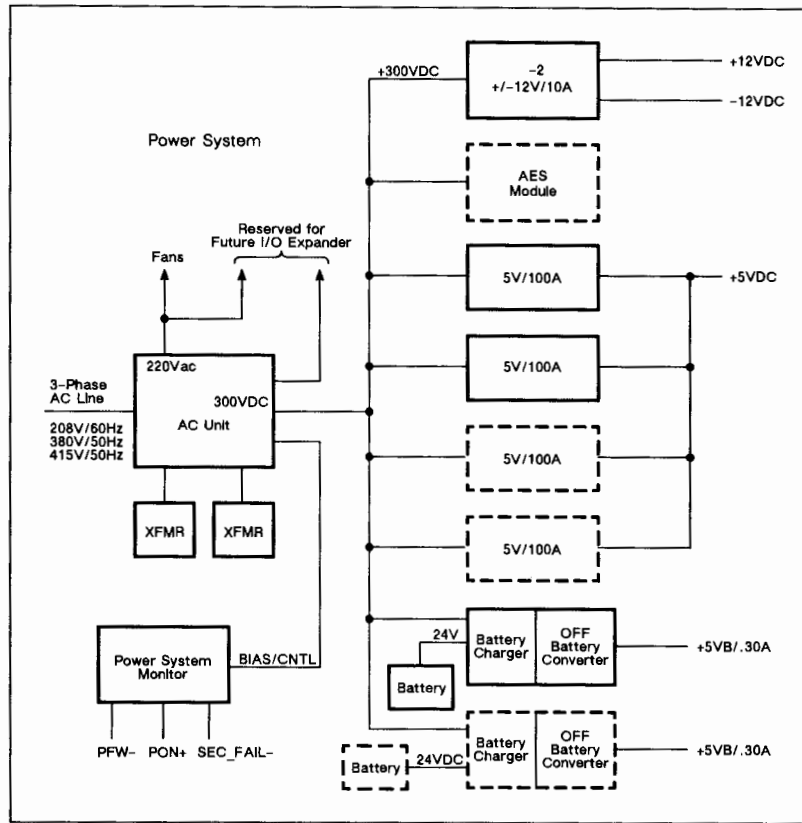 +300VDC
-2
+/-12V/10A
+12VDC
-12VDC
Power System
AES
Module
Reserved for
Future I/O Expander
Fans
5V/100A
+5VDC
220Vac
3-Phase
AC Line
300VDC
AC Unit
208V/60Hz
380V/50Hz
415V/50Hz
5V/100A
5V/100A
XFMR
XFMR
5V/100A
24V
Battery
Charger
OFF
Battery
Converter
+5VB/.30A
Power System
Monitor
BIAS/CNTL
Battery
PFW-
PON+
SEC_FAIL-
Battery
24VDC
Battery
Charger
OFF
Battery
Converter
+5VB/.30A